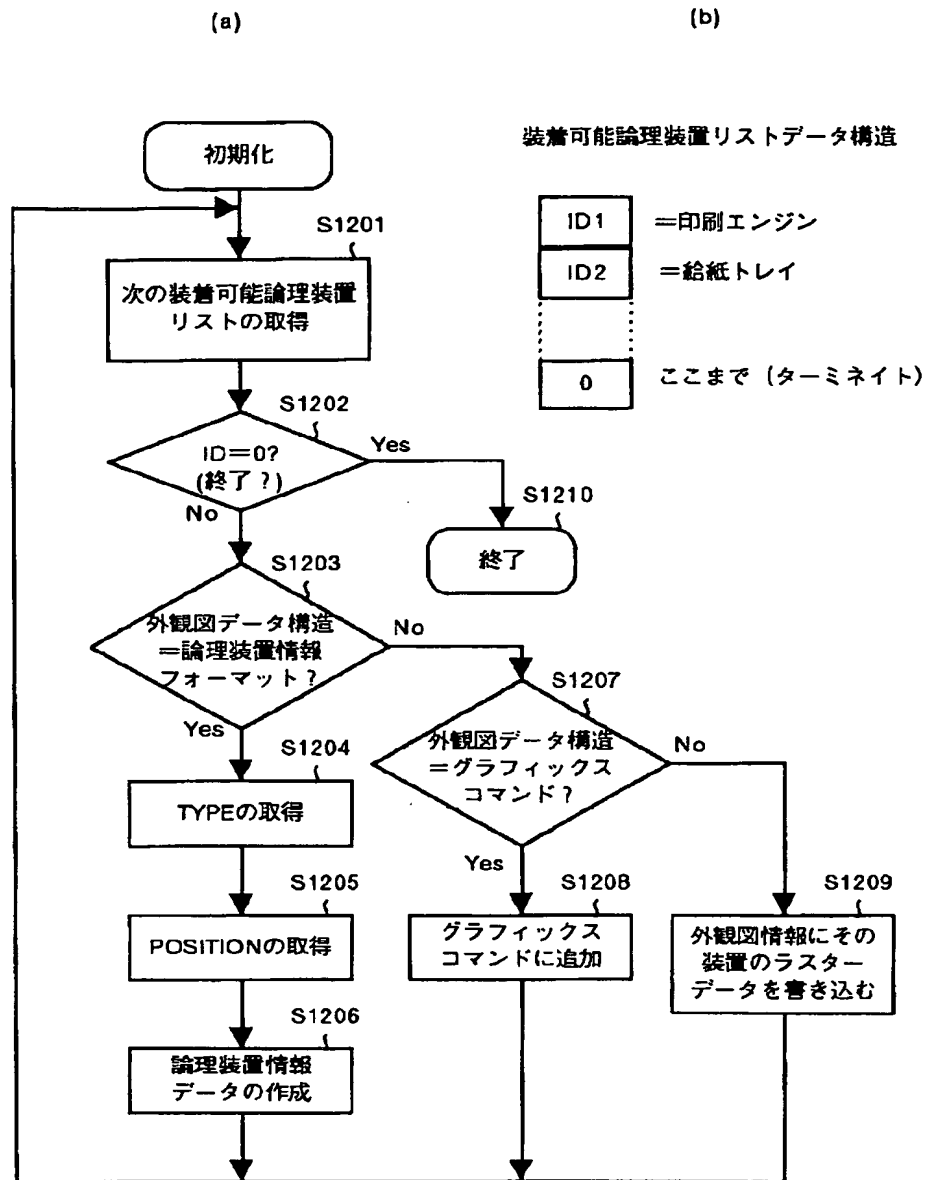 (a)
(b)
初期化
装着可能論理装置リストデータ構造
ID1 =印刷エンジン
ID2 =給紙トレイ
0 ここまで（ターミネイト）
S1201
次の装着可能論理装置
リストの取得
S1202
ID=0?
(終了?)
Yes
No
S1210
終了
S1203
外観図データ構造
=論理装置情報
フォーマット?
No
Yes
S1204
TYPEの取得
S1205
POSITIONの取得
S1206
論理装置情報
データの作成
S1207
外観図データ構造
=グラフィックス
コマンド?
No
Yes
S1208
グラフィックス
コマンドに追加
S1209
外観図情報にその
装置のラスター
データを書き込む